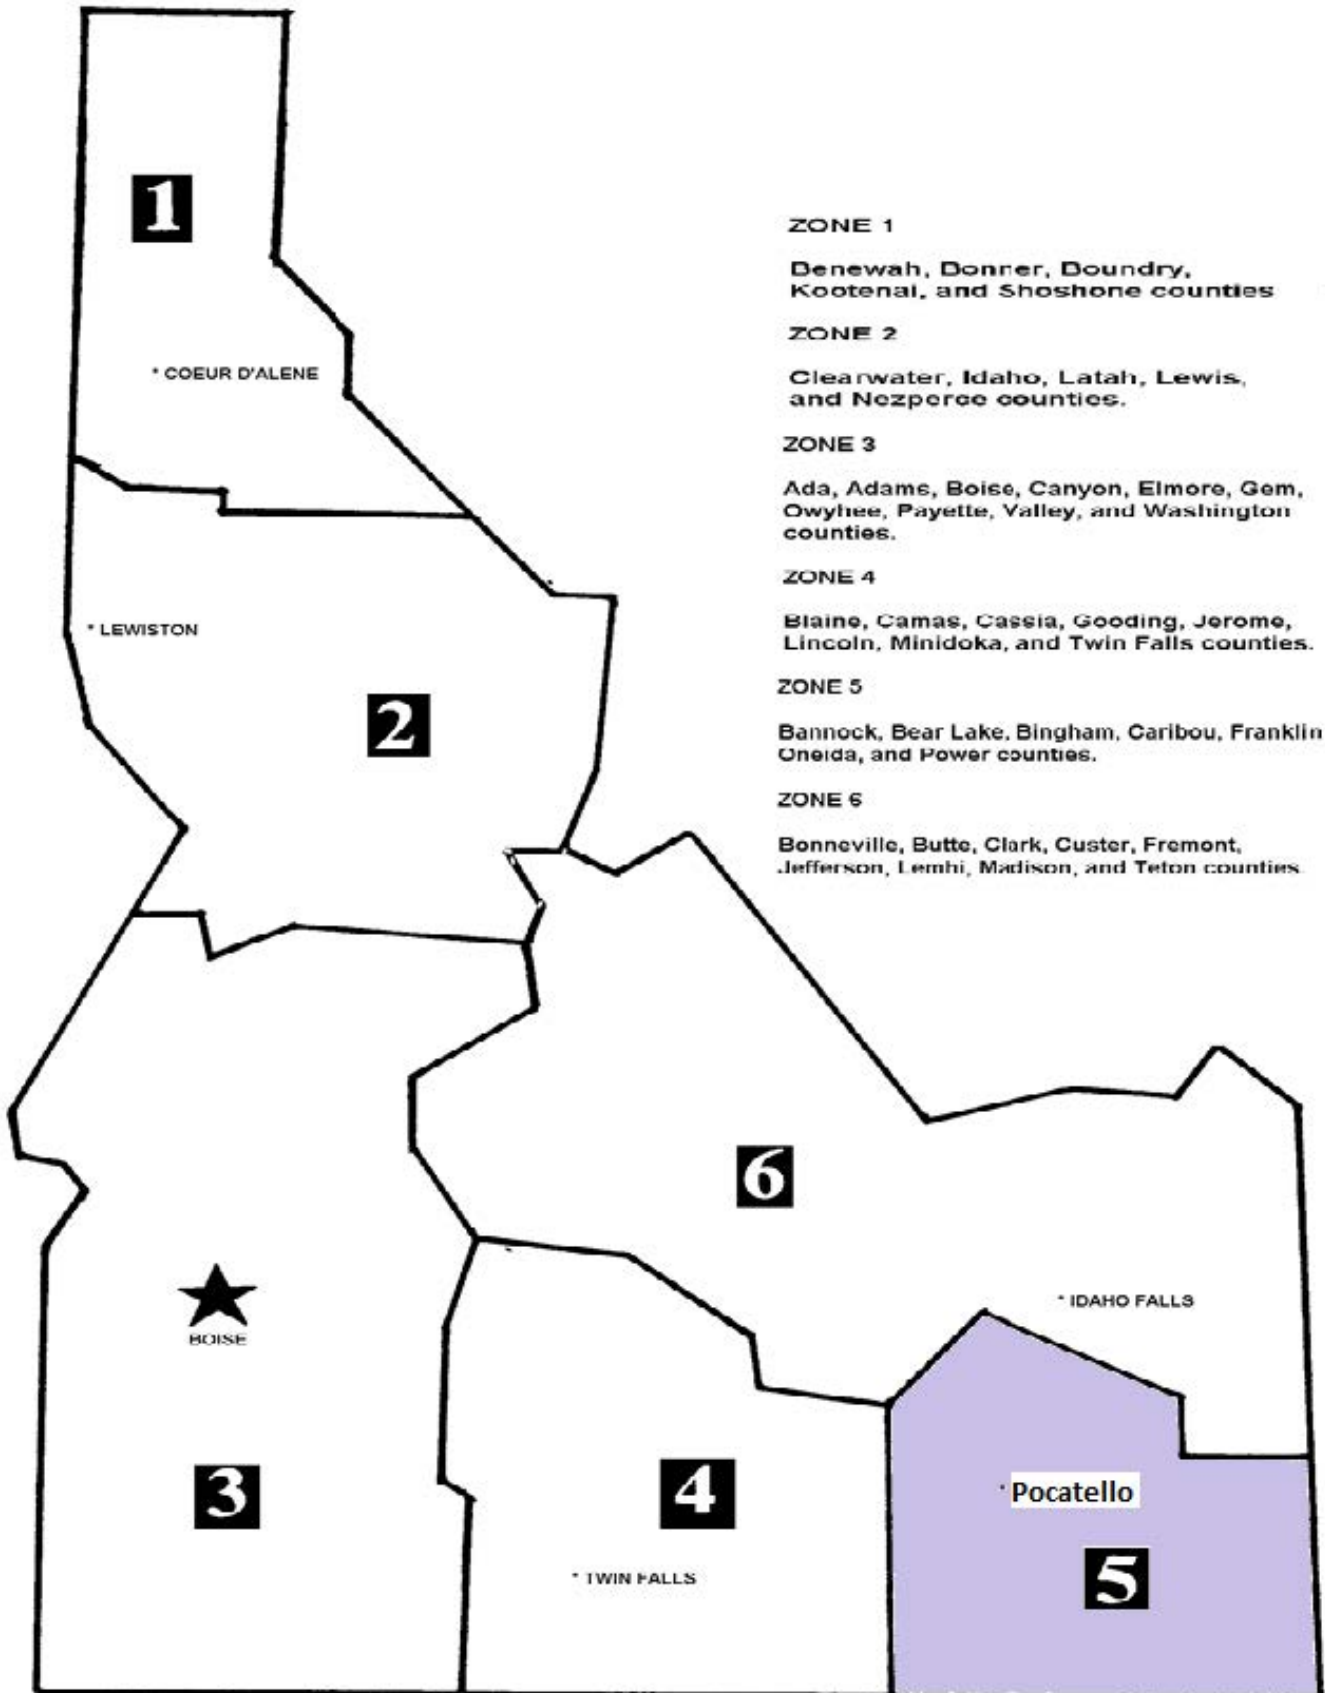 1
ZONE 1
Benewah, Bonner, Boundry,
Kootenai, and Shoshone counties
ZONE 2
* COEUR D'ALENE
Clearwater, Idaho, Latah, Lewis,
and Nezperce counties.
ZONE 3
Ada, Adams, Boise, Canyon, Elmore, Gem,
Owyhee, Payette, Valley, and Washington
counties.
ZONE 4
* LEWISTON
Blaine, Camas, Cassia, Gooding, Jerome,
Lincoln, Minidoka, and Twin Falls counties.
ZONE 5
2
Bannock, Bear Lake, Bingham, Caribou, Franklin
Oneida, and Power counties.
ZONE 6
Bonneville, Butte, Clark, Custer, Fremont,
Jefferson, Lemhi, Madison, and Teton counties
6
* IDAHO FALLS
BOISE
3
4
* Pocatello
* TWIN FALLS
5